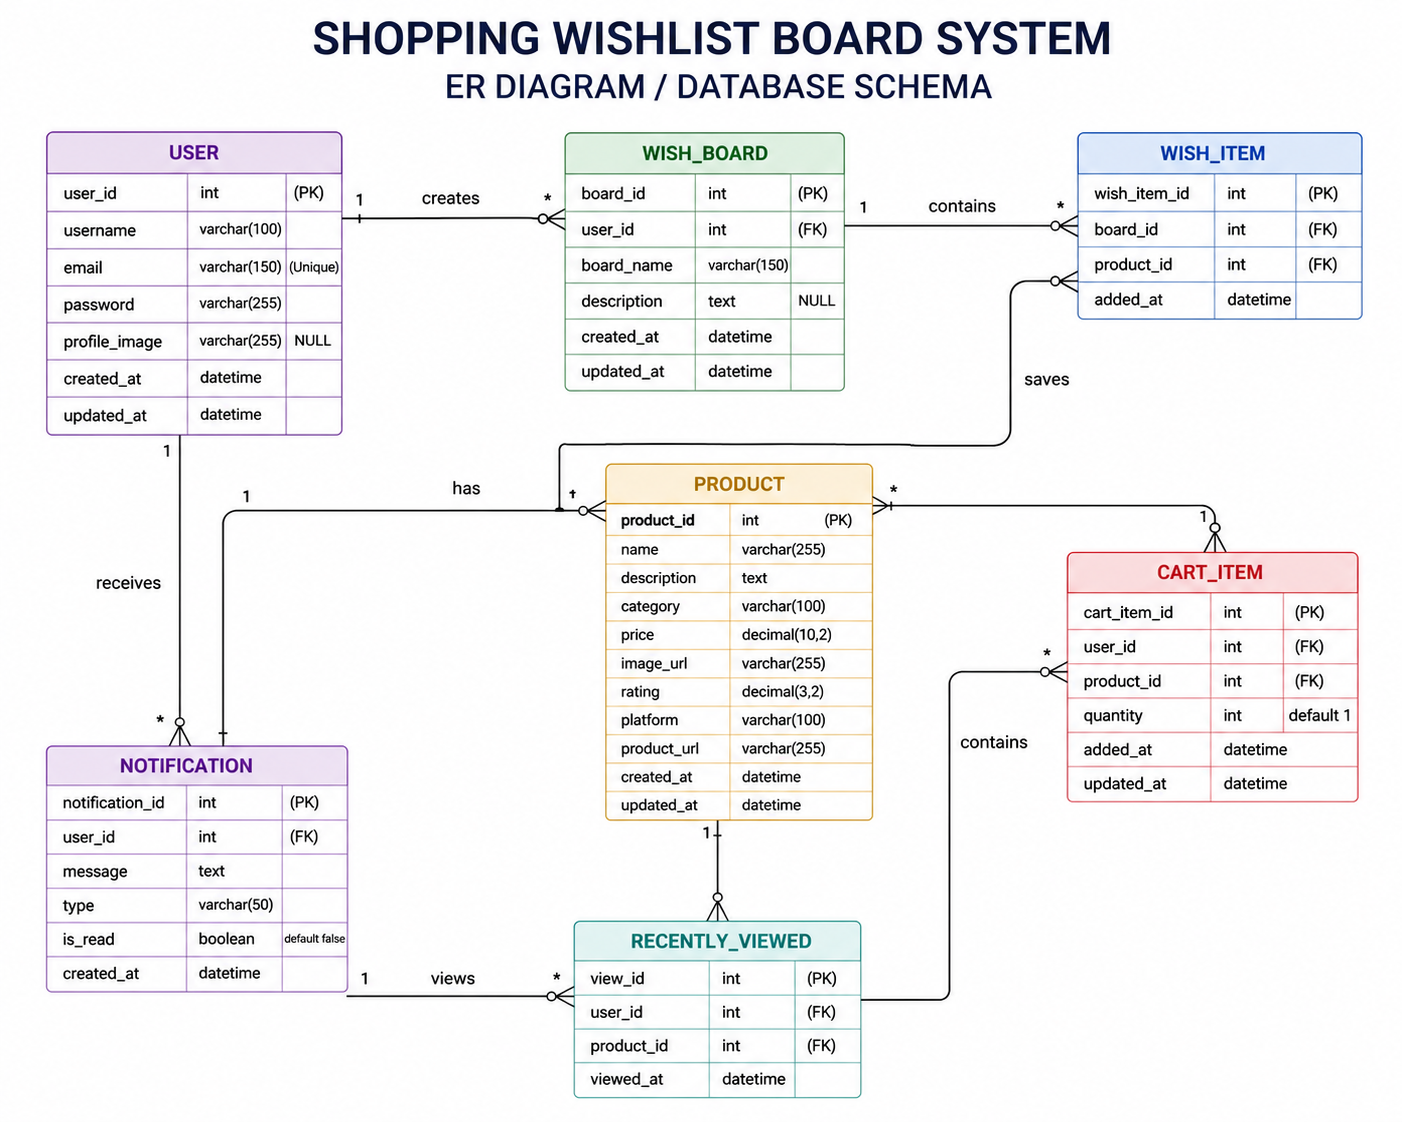 SHOPPING WISHLIST BOARD SYSTEM
ER DIAGRAM / DATABASE SCHEMA
USER
user_id int (PK)
username varchar(100)
email varchar(150) (Unique)
password varchar(255)
profile_image varchar(255) NULL
created_at datetime
updated_at datetime
1 creates *
WISH_BOARD
board_id int (PK)
user_id int (FK)
board_name varchar(150)
description text NULL
created_at datetime
updated_at datetime
1 contains *
WISH_ITEM
wish_item_id int (PK)
board_id int (FK)
product_id int (FK)
added_at datetime
saves
1
receives
*
1 has
PRODUCT
product_id int (PK)
name varchar(255)
description text
category varchar(100)
price decimal(10,2)
image_url varchar(255)
rating decimal(3,2)
platform varchar(100)
product_url varchar(255)
created_at datetime
updated_at datetime
*
1
CART_ITEM
cart_item_id int (PK)
user_id int (FK)
product_id int (FK)
quantity int default 1
added_at datetime
updated_at datetime
*
contains
NOTIFICATION
notification_id int (PK)
user_id int (FK)
message text
type varchar(50)
is_read boolean default false
created_at datetime
1 views *
1
RECENTLY_VIEWED
view_id int (PK)
user_id int (FK)
product_id int (FK)
viewed_at datetime